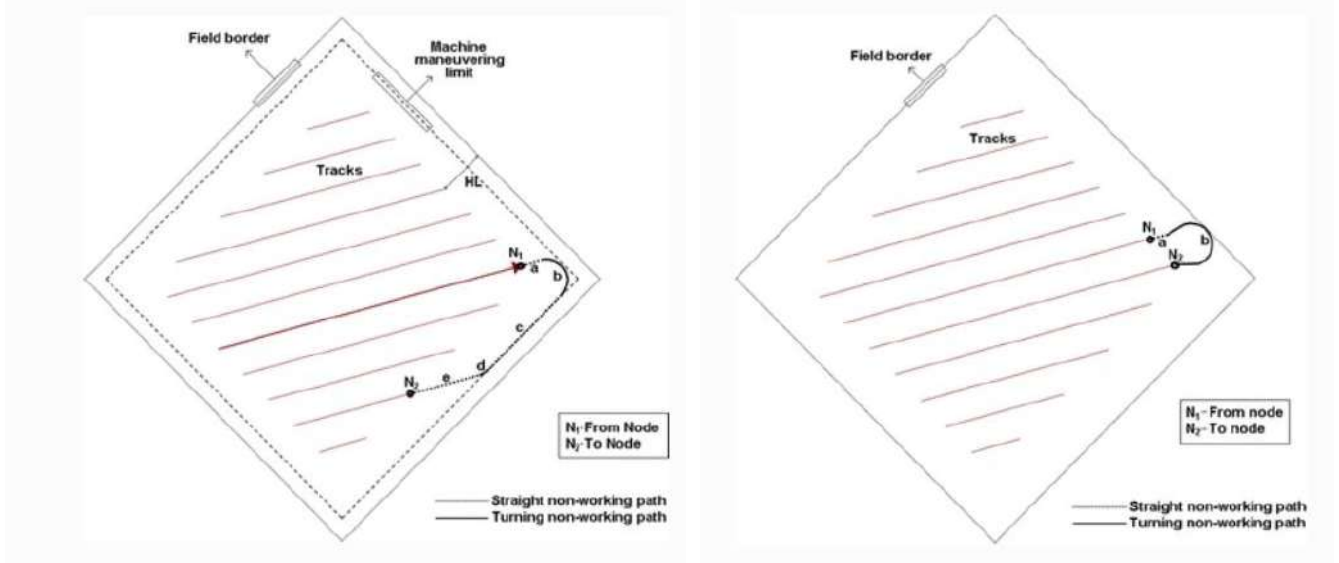 Field border
Machine
maneuvering
limit
Tracks
HL
N₁
a
b
c
d
e
N₂
N₁-From Node
N₂-To Node
Straight non-working path
Turning non-working path
Field border
Tracks
N₁
a
b
N₂
N₁- From node
N₂- To node
Straight non-working path
Turning non-working path